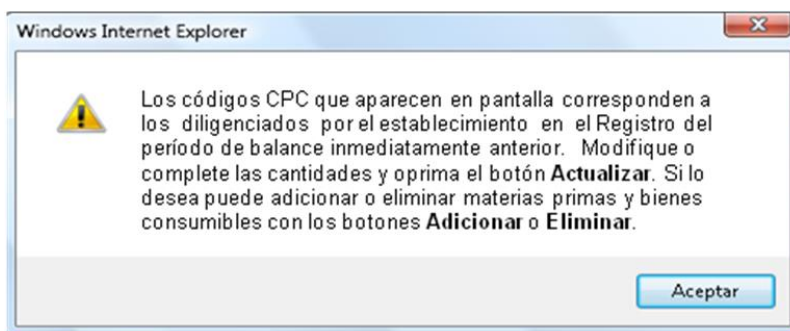 Windows Internet Explorer
Los códigos CPC que aparecen en pantalla corresponden a
los diligenciados por el establecimiento en el Registro del
período de balance inmediatamente anterior. Modifique o
complete las cantidades y oprima el botón Actualizar. Si lo
desea puede adicionar o eliminar materias primas y bienes
consumibles con los botones Adicionar o Eliminar.
Aceptar